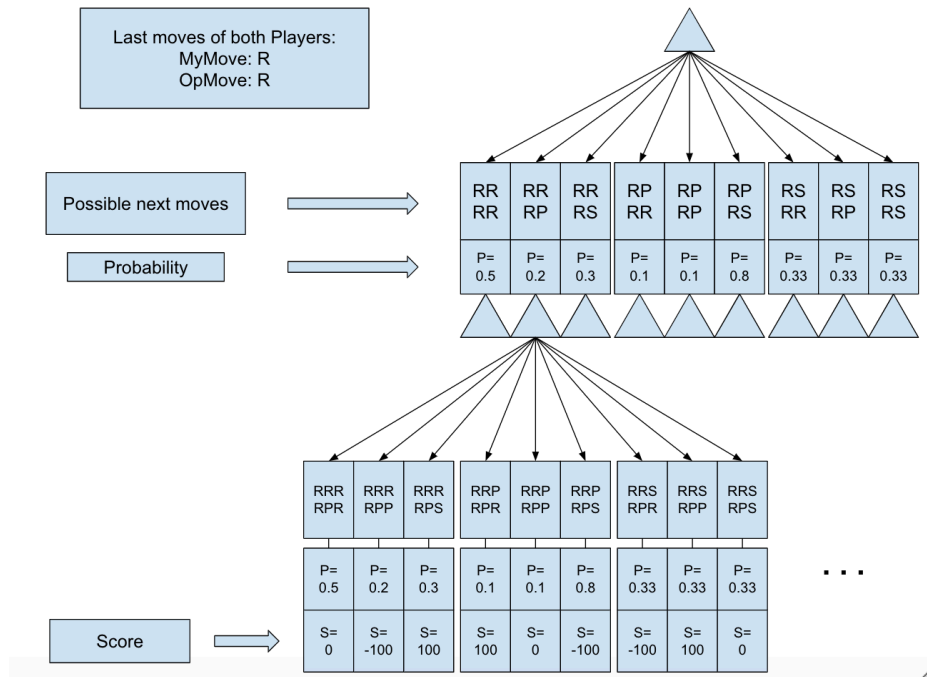 Last moves of both Players:
MyMove: R
OpMove: R
Possible next moves
RR RR RR RP RP RP RS RS RS
RR RP RS RR RP RS RR RP RS
Probability
P= P= P= P= P= P= P= P= P=
0.5 0.2 0.3 0.1 0.1 0.8 0.33 0.33 0.33
RRR RRR RRR RRP RRP RRP RRS RRS RRS
RPR RPP RPS RPR RPP RPS RPR RPP RPS
P= P= P= P= P= P= P= P= P=
0.5 0.2 0.3 0.1 0.1 0.8 0.33 0.33 0.33
. . .
Score
S= S= S= S= S= S= S= S= S=
0 -100 100 100 0 -100 -100 100 0